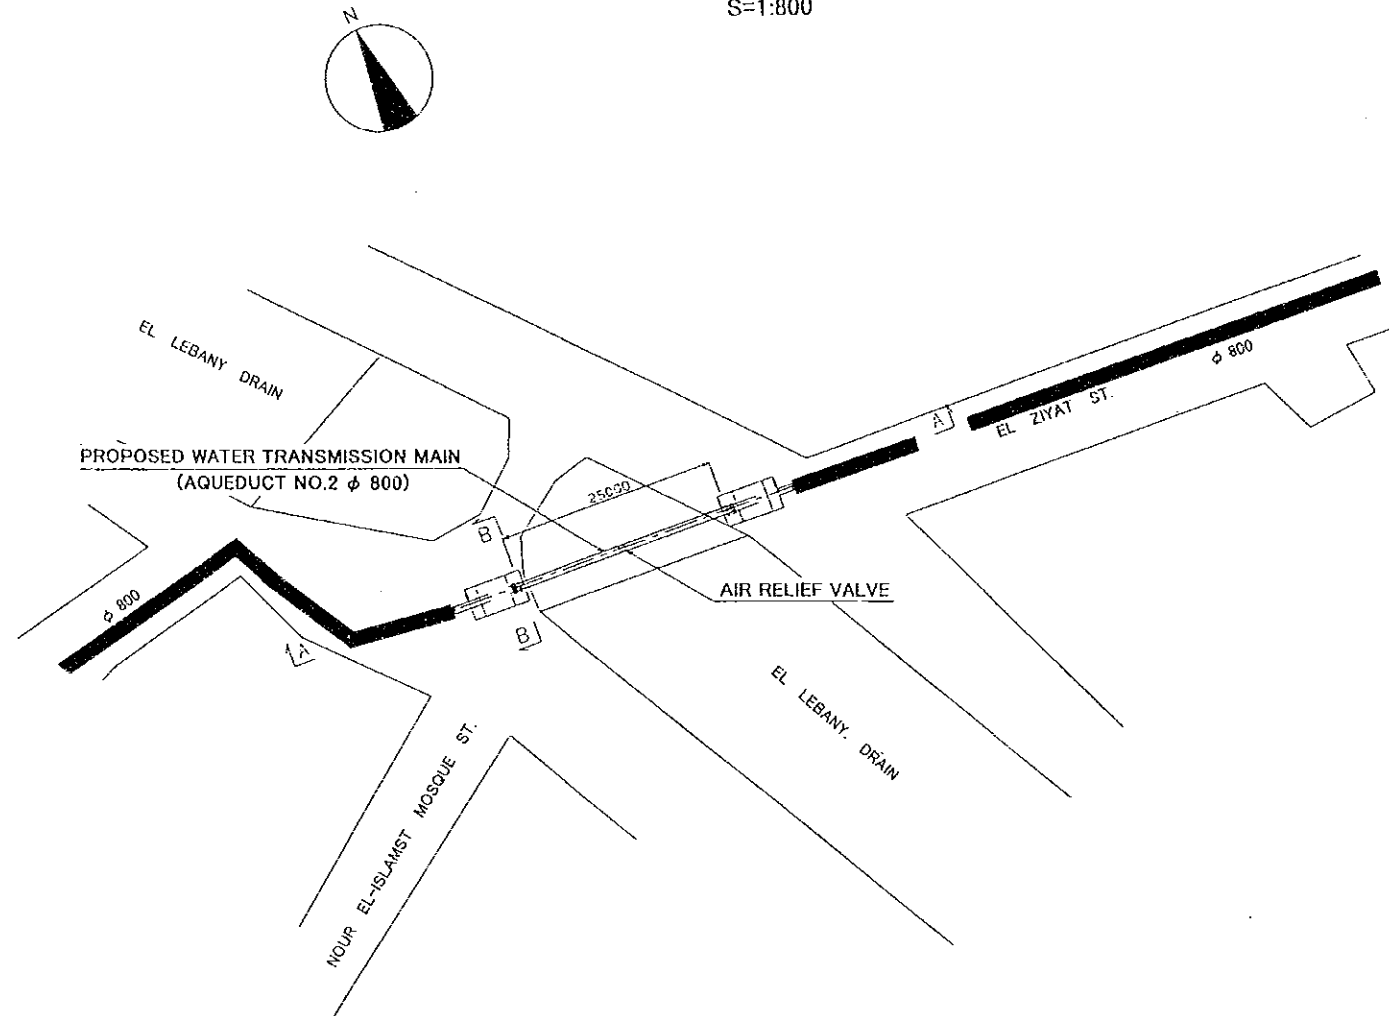 S=1:800
N
EL LEBANY DRAIN
PROPOSED WATER TRANSMISSION MAIN
(AQUEDUCT NO.2 φ 800)
25000
A
EL ZIYAT ST.
φ 800
B
φ 800
AIR RELIEF VALVE
B
A
EL LEBANY. DRAIN
NOUR EL-ISLAMST MOSQUE ST.